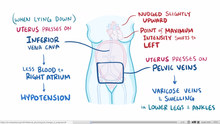 (WHEN LYING DOWN)
UTERUS PRESSES ON
INFERIOR
VENA CAVA
LESS BLOOD to
RIGHT ATRIUM
HYPOTENSION
NUDGED SLIGHTLY
UPWARD
POINT of MAXIMUM
INTENSITY SHIFTS to
LEFT
UTERUS PRESSES on
PELVIC VEINS
VARICOSE VEINS
& SWELLING
in LOWER LEGS & ANKLES